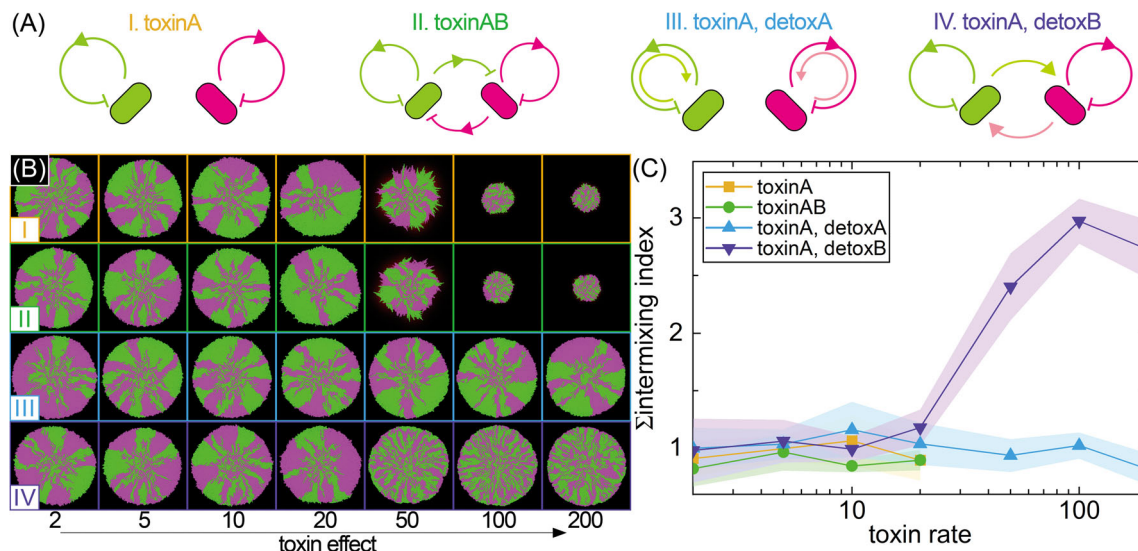 (A)
I. toxinA
II. toxinAB
III. toxinA, detoxA
IV. toxinA, detoxB
(B)
I
II
III
IV
2 5 10 20 50 100 200
toxin effect
(C)
toxinA
toxinAB
toxinA, detoxA
toxinA, detoxB
Σintermixing index
3
2
1
10 100
toxin rate